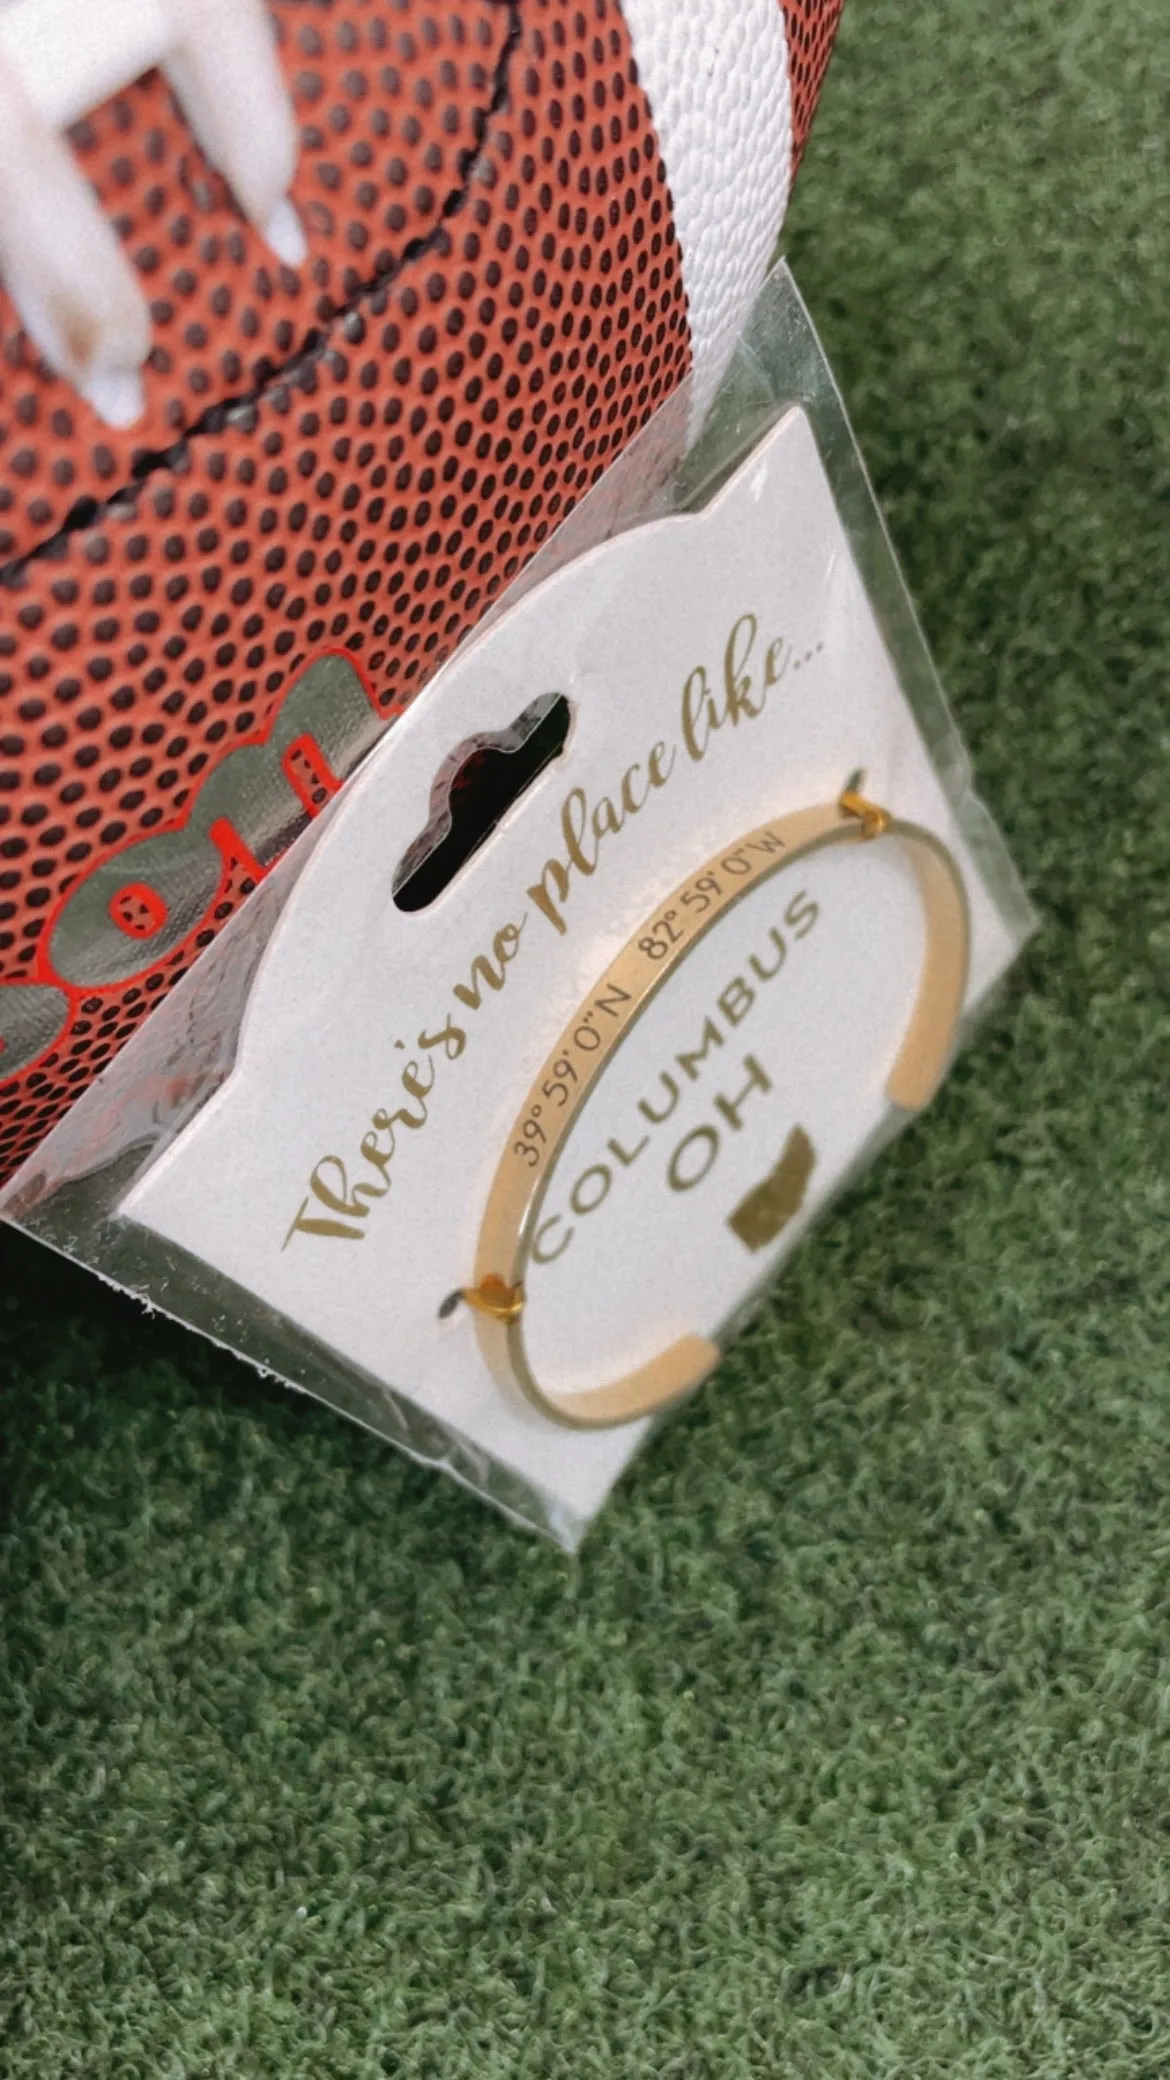 There's no place like...
39° 59' 0" N 82° 59' 0" W
COLUMBUS
OH